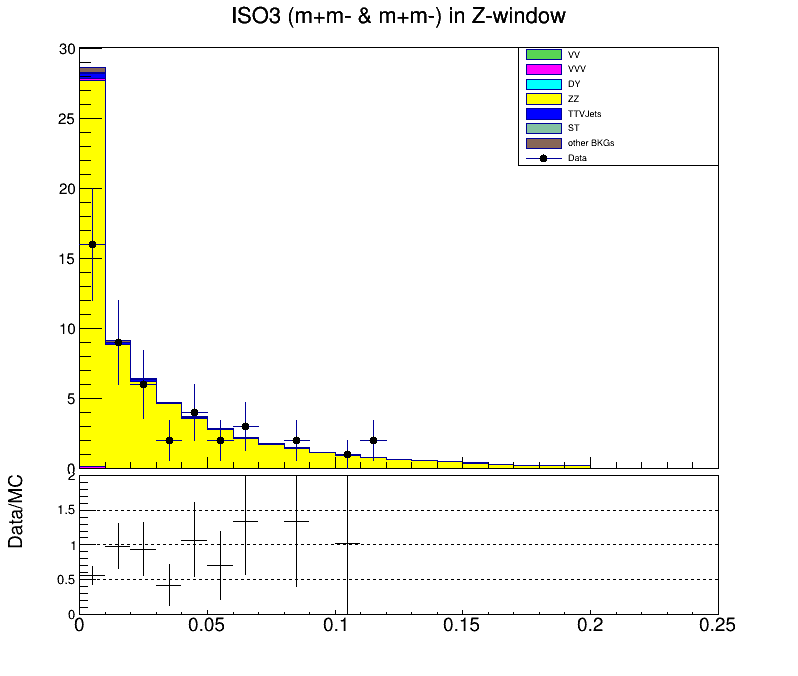 ISO3 (m+m- & m+m-) in Z-window
30
25
20
15
10
5
0
VV
VVV
DY
ZZ
TTVJets
ST
other BKGs
Data
Data/MC
2
1.5
1
0.5
0
0 0.05 0.1 0.15 0.2 0.25